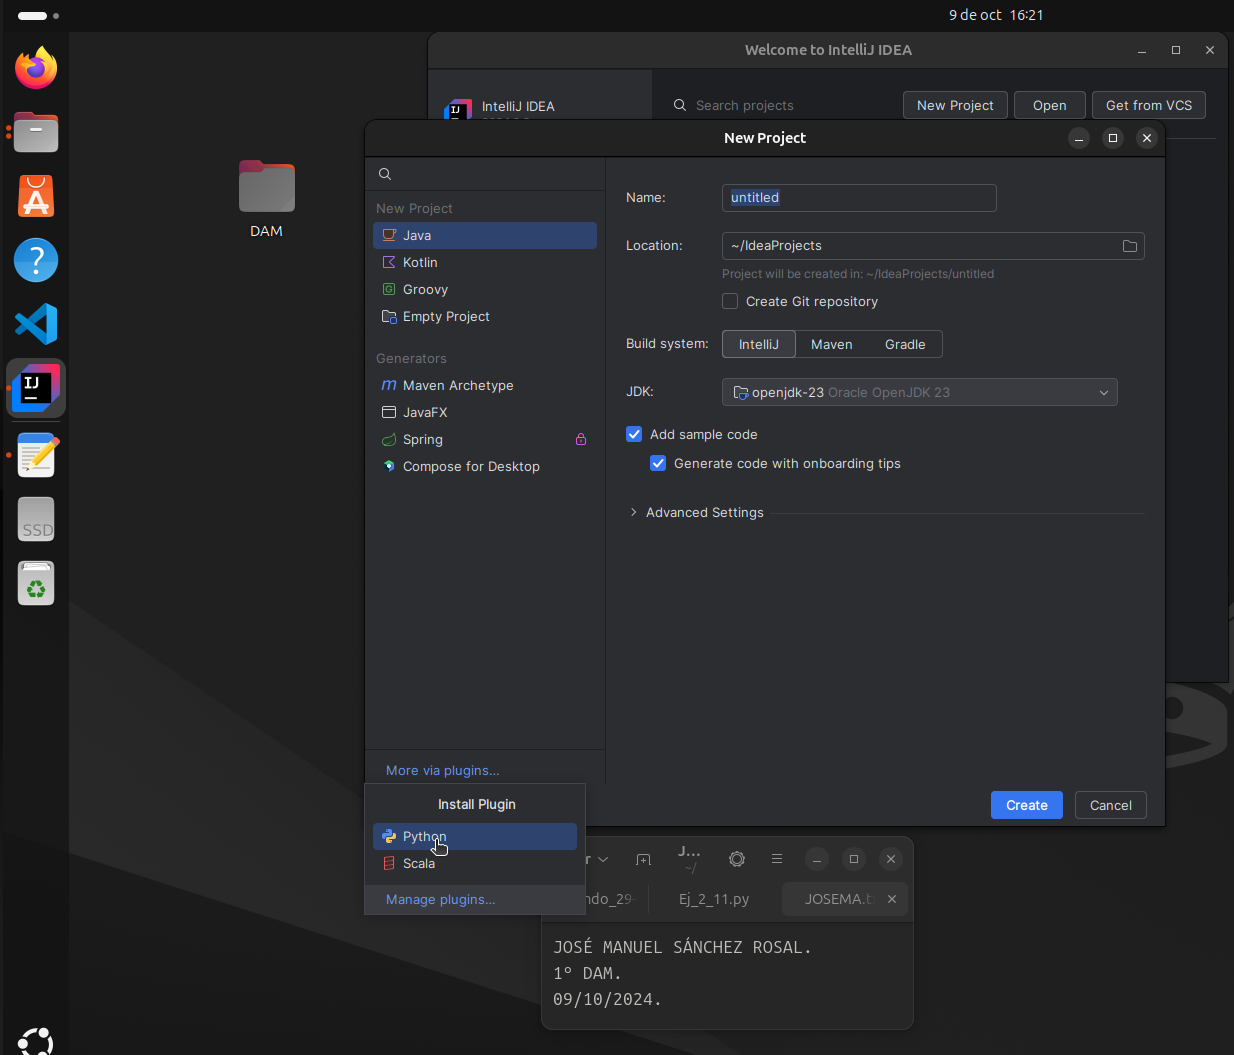 9 de oct 16:21
Welcome to IntelliJ IDEA
IJ IntelliJ IDEA
Search projects
New Project
Open
Get from VCS
New Project
DAM
New Project
Java
Kotlin
Groovy
Empty Project
Generators
Maven Archetype
JavaFX
Spring
Compose for Desktop
More via plugins...
Name: untitled
Location: ~/IdeaProjects
Project will be created in: ~/IdeaProjects/untitled
Create Git repository
Build system: IntelliJ Maven Gradle
JDK: openjdk-23 Oracle OpenJDK 23
Add sample code
Generate code with onboarding tips
Advanced Settings
Create
Cancel
Install Plugin
Python
Scala
Manage plugins...
IJ
SSD
r
J...
~/
ndo_29-
Ej_2_11.py
JOSEMA.t
JOSÉ MANUEL SÁNCHEZ ROSAL.
1º DAM.
09/10/2024.